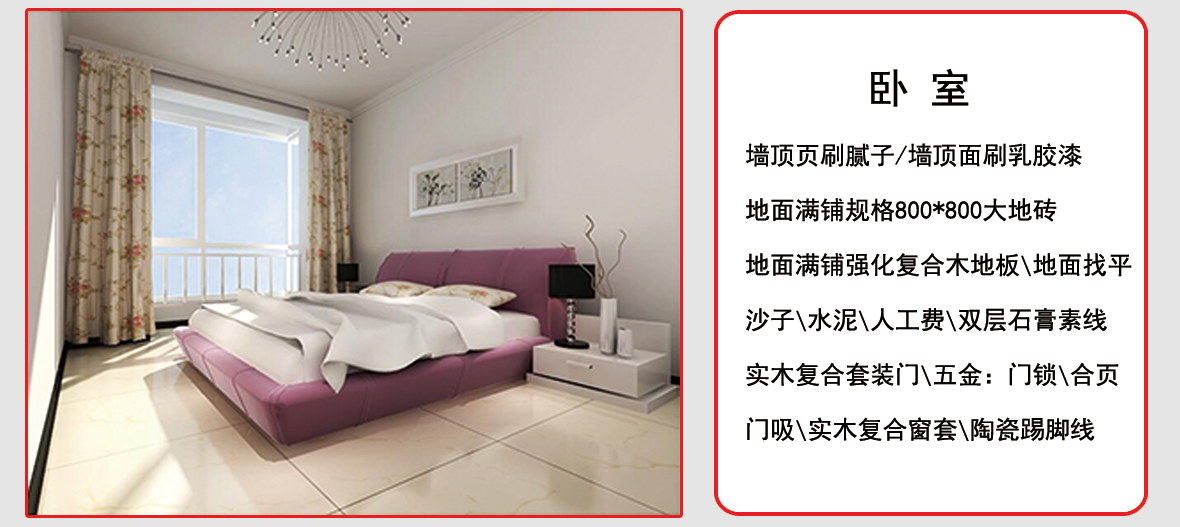 卧 室
墙顶页刷腻子/墙顶面刷乳胶漆
地面满铺规格800*800大地砖
地面满铺强化复合木地板\地面找平
沙子\水泥\人工费\双层石膏素线
实木复合套装门\五金：门锁\合页
门吸\实木复合窗套\陶瓷踢脚线